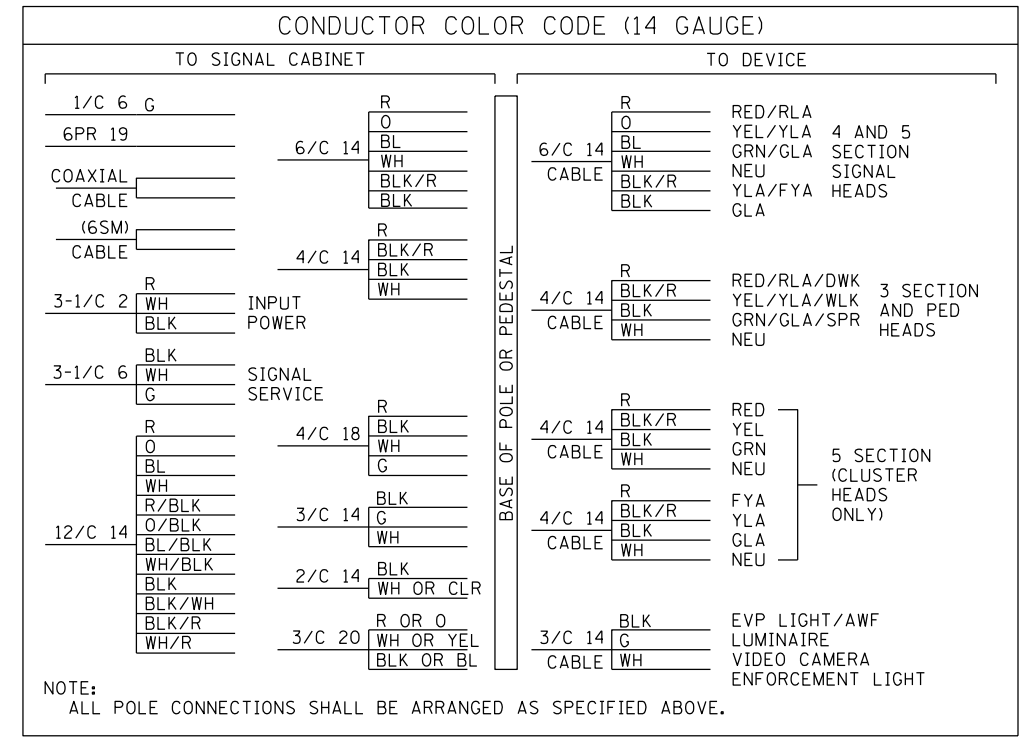 CONDUCTOR COLOR CODE (14 GAUGE)
TO SIGNAL CABINET
1/C 6 G
6PR 19
COAXIAL
CABLE
(6SM)
CABLE
3-1/C 2
R
WH
BLK
INPUT
POWER
3-1/C 6
BLK
WH
G
SIGNAL
SERVICE
12/C 14
R
O
BL
WH
R/BLK
O/BLK
BL/BLK
WH/BLK
BLK
BLK/WH
BLK/R
WH/R
6/C 14
R
O
BL
WH
BLK/R
BLK
4/C 14
R
BLK/R
BLK
WH
4/C 18
R
BLK
WH
G
3/C 14
BLK
G
WH
2/C 14
BLK
WH OR CLR
3/C 20
R OR O
WH OR YEL
BLK OR BL
BASE OF POLE OR PEDESTAL
TO DEVICE
6/C 14
CABLE
R
O
BL
WH
BLK/R
BLK
RED/RLA
YEL/YLA
GRN/GLA
NEU
YLA/FYA
GLA
4 AND 5
SECTION
SIGNAL
HEADS
4/C 14
CABLE
R
BLK/R
BLK
WH
RED/RLA/DWK
YEL/YLA/WLK
GRN/GLA/SPR
NEU
3 SECTION
AND PED
HEADS
4/C 14
CABLE
R
BLK/R
BLK
WH
RED
YEL
GRN
NEU
4/C 14
CABLE
R
BLK/R
BLK
WH
FYA
YLA
GLA
NEU
5 SECTION
(CLUSTER
HEADS
ONLY)
3/C 14
CABLE
BLK
G
WH
EVP LIGHT/AWF
LUMINAIRE
VIDEO CAMERA
ENFORCEMENT LIGHT
NOTE:
ALL POLE CONNECTIONS SHALL BE ARRANGED AS SPECIFIED ABOVE.